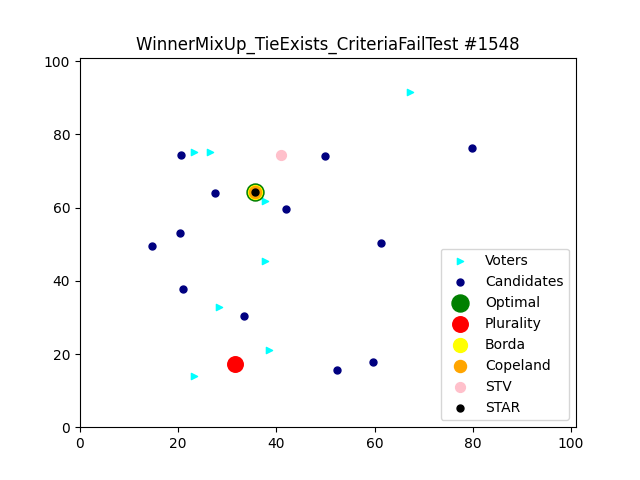 WinnerMixUp_TieExists_CriteriaFailTest #1548
100
80
60
40
20
0
0 20 40 60 80 100
Voters
Candidates
Optimal
Plurality
Borda
Copeland
STV
STAR